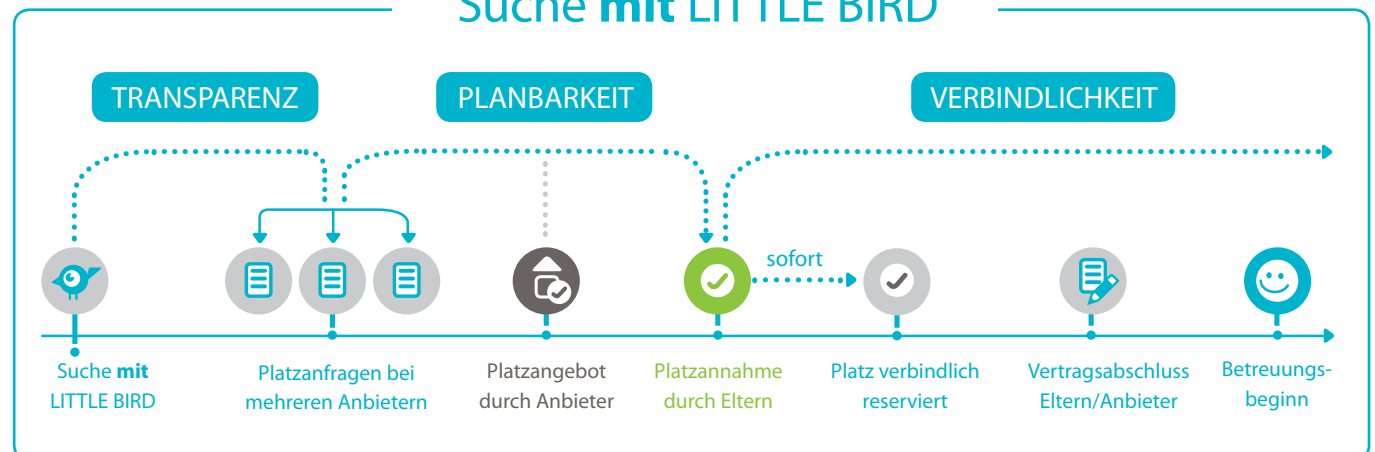 Suche mit LITTLE BIRD
TRANSPARENZ
PLANBARKEIT
VERBINDLICHKEIT
sofort
Suche mit
LITTLE BIRD
Platzanfragen bei
mehreren Anbietern
Platzangebot
durch Anbieter
Platzannahme
durch Eltern
Platz verbindlich
reserviert
Vertragsabschluss
Eltern/Anbieter
Betreuungs-
beginn